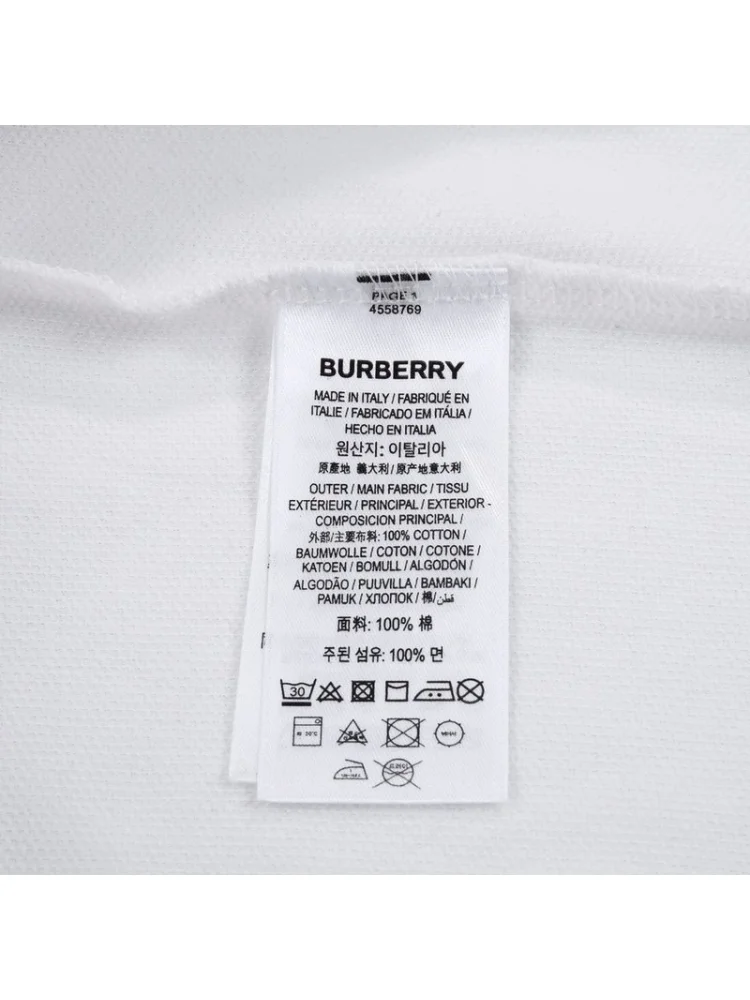 PAGE 1
4558769
BURBERRY
MADE IN ITALY / FABRIQUÉ EN
ITALIE / FABRICADO EM ITÁLIA /
HECHO EN ITALIA
원산지: 이탈리아
原產地 義大利 / 原产地意大利
OUTER / MAIN FABRIC / TISSU
EXTÉRIEUR / PRINCIPAL / EXTERIOR -
COMPOSICION PRINCIPAL /
外部/主要布料: 100% COTTON /
BAUMWOLLE / COTON / COTONE /
KATOEN / BOMULL / ALGODÓN /
ALGODÃO / PUUVILLA / BAMBAKI /
PAMUK / ХЛОПОК / 棉/ قطن/
面料: 100% 棉
주된 섬유: 100% 면
30